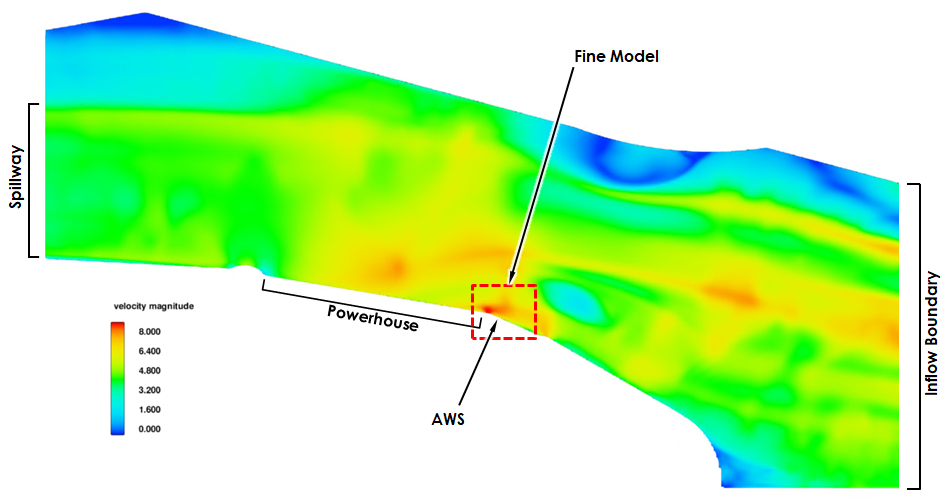 Fine Model
Spillway
Inflow Boundary
Powerhouse
velocity magnitude
8.000
6.400
4.800
3.200
1.600
0.000
AWS